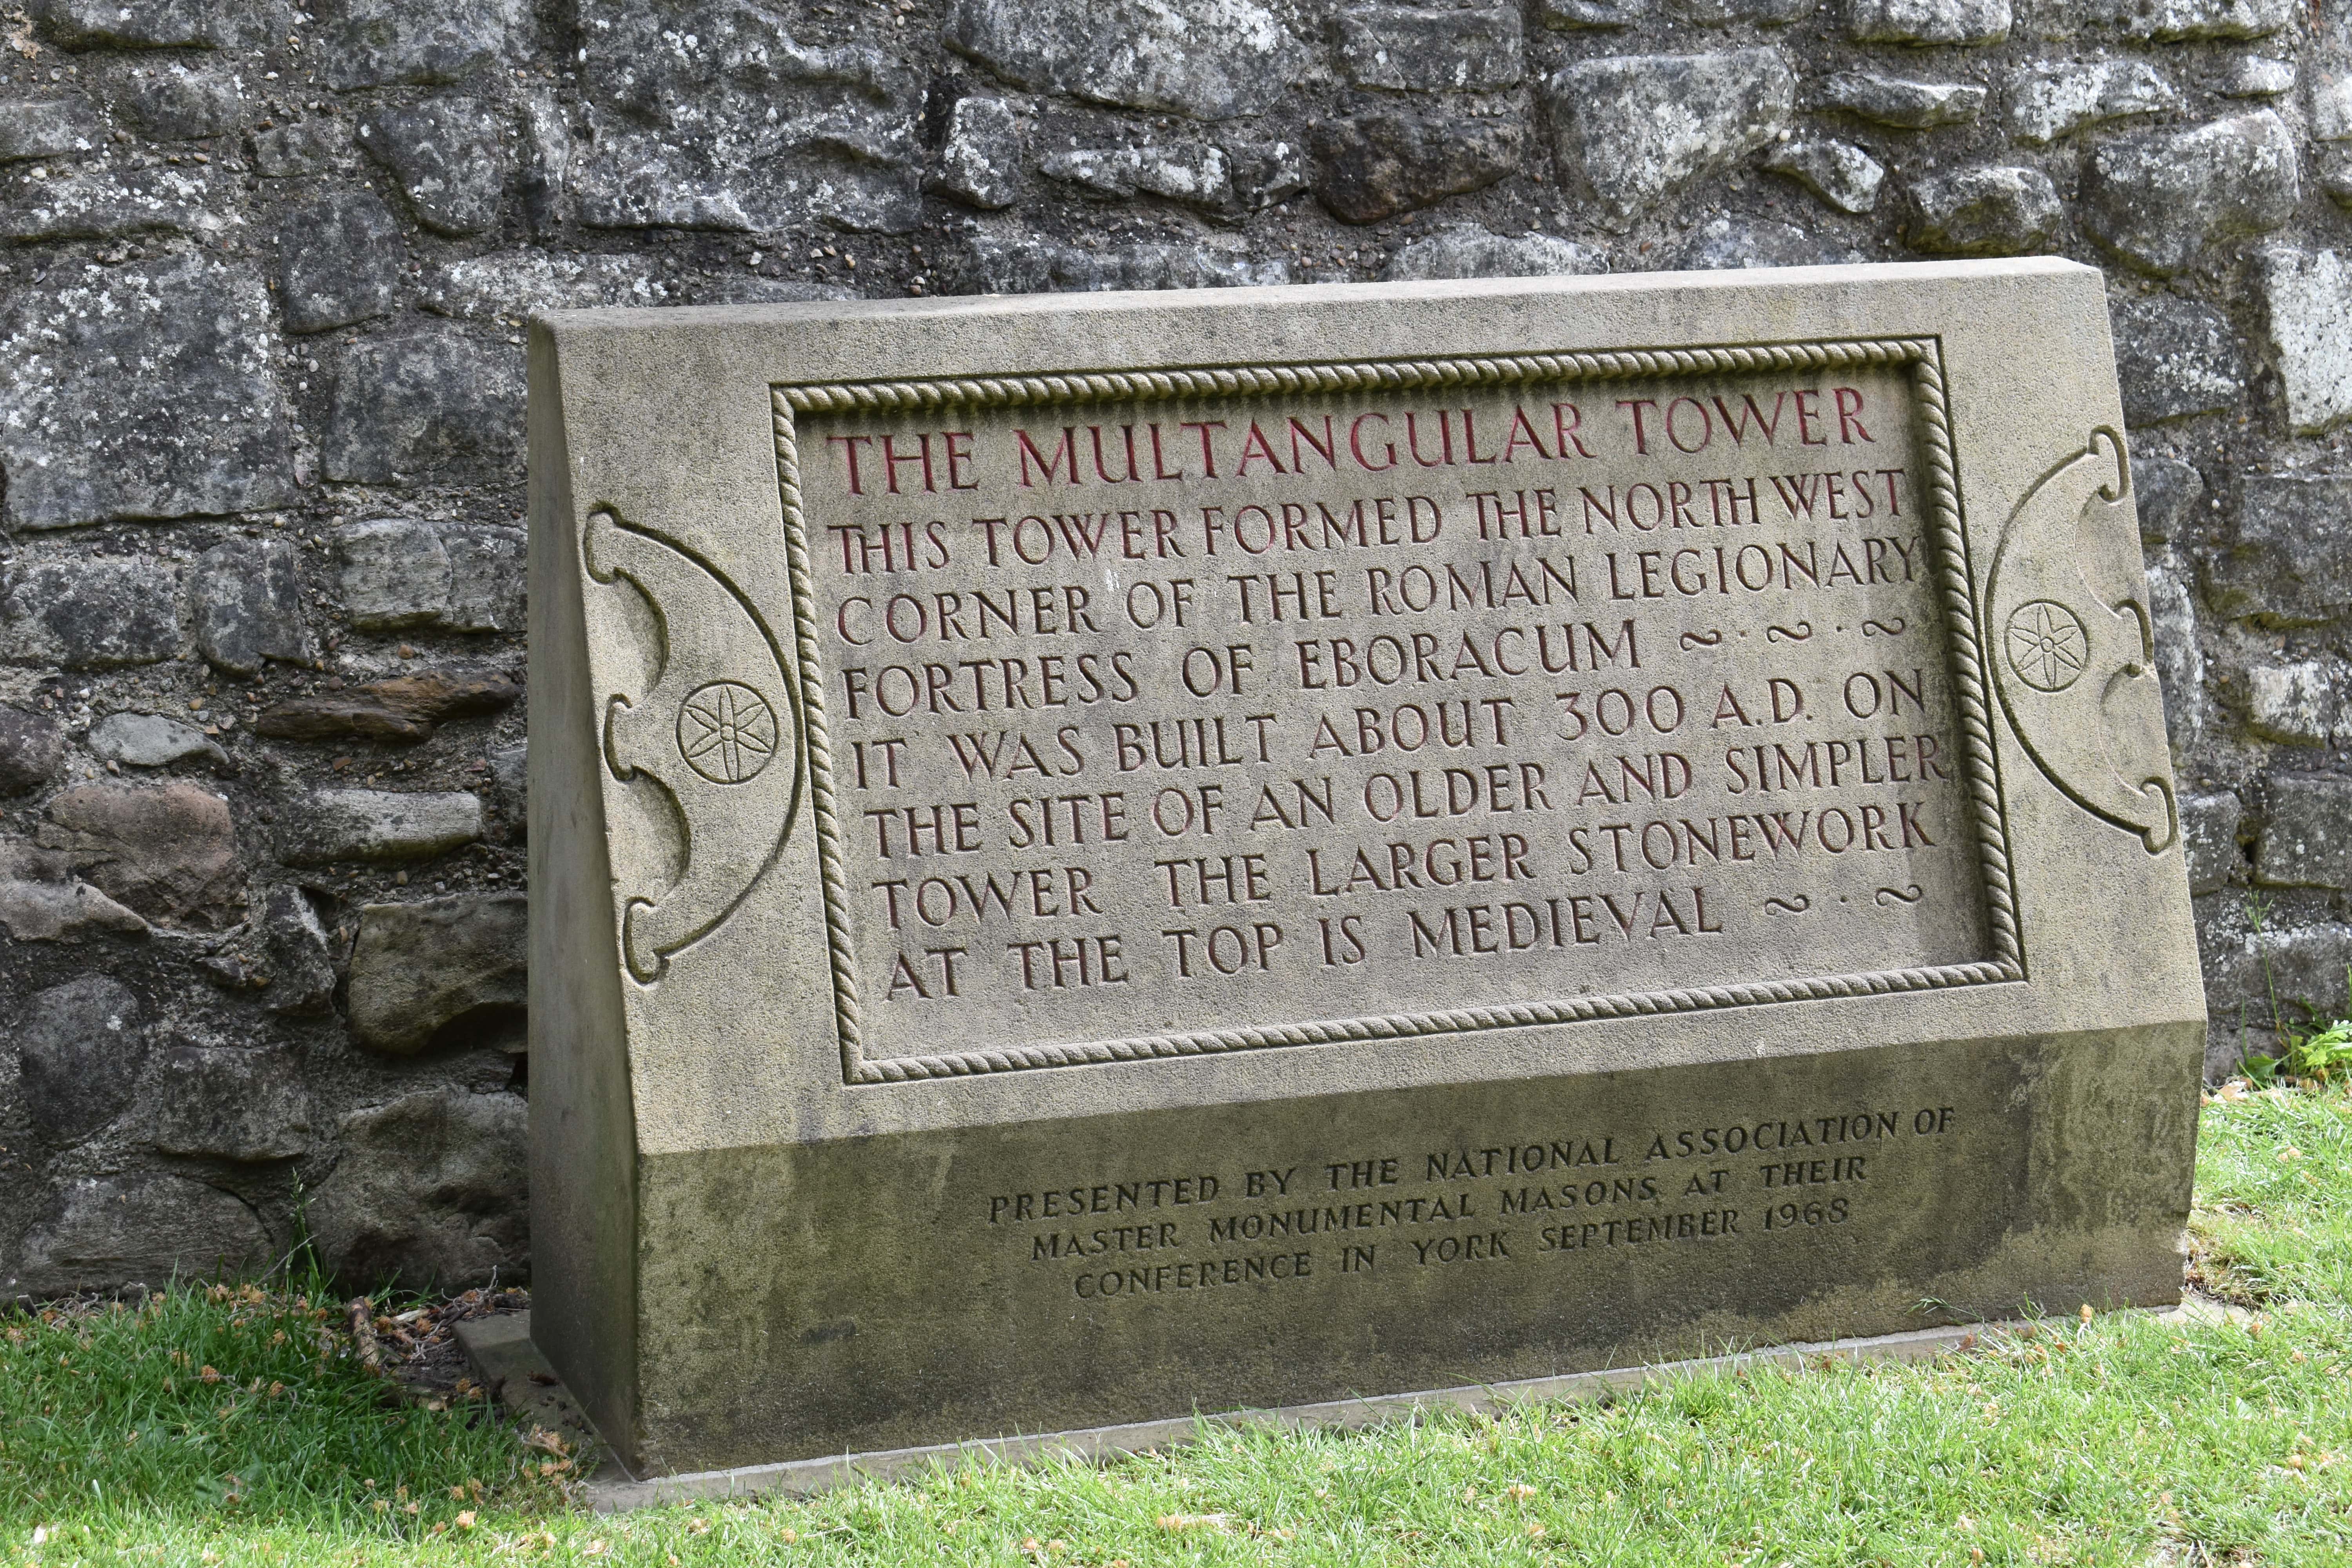 THE MULTANGULAR TOWER
THIS TOWER FORMED THE NORTH WEST
CORNER OF THE ROMAN LEGIONARY
FORTRESS OF EBORACUM ~ · ~ · ~
IT WAS BUILT ABOUT 300 A.D. ON
THE SITE OF AN OLDER AND SIMPLER
TOWER THE LARGER STONEWORK
AT THE TOP IS MEDIEVAL ~ · ~
PRESENTED BY THE NATIONAL ASSOCIATION OF
MASTER MONUMENTAL MASONS AT THEIR
CONFERENCE IN YORK SEPTEMBER 1968